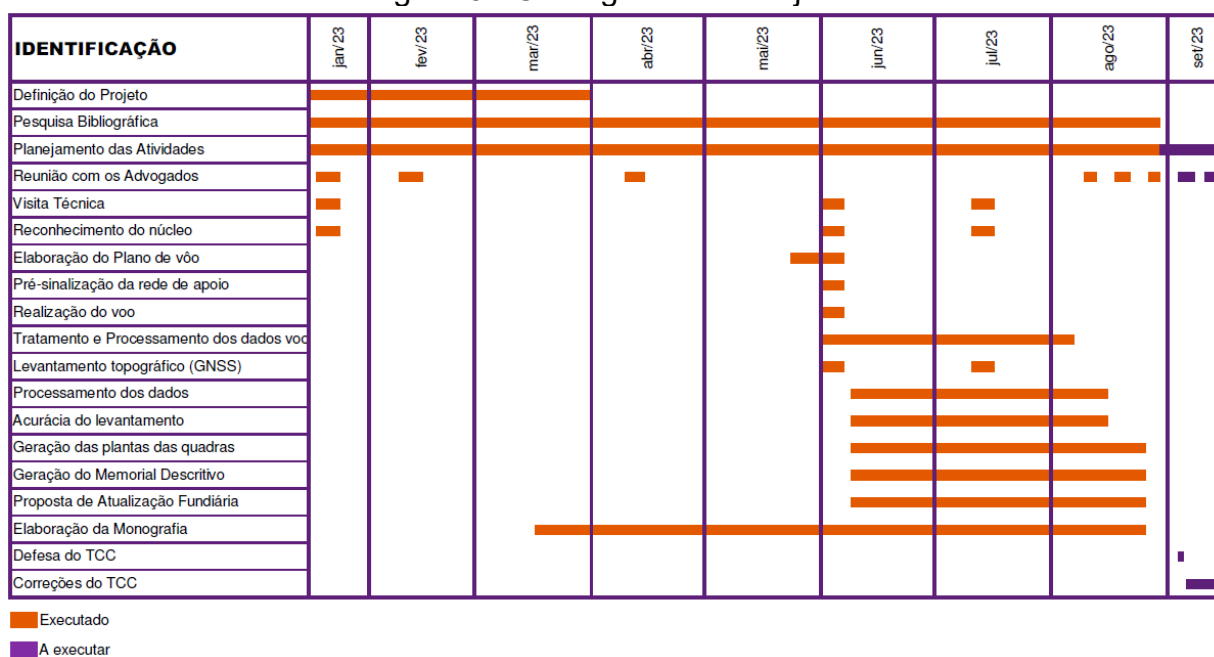 IDENTIFICAÇÃO
jan/23
fev/23
mar/23
abr/23
mai/23
jun/23
jul/23
ago/23
set/23
Definição do Projeto
Pesquisa Bibliográfica
Planejamento das Atividades
Reunião com os Advogados
Visita Técnica
Reconhecimento do núcleo
Elaboração do Plano de vôo
Pré-sinalização da rede de apoio
Realização do voo
Tratamento e Processamento dos dados voo
Levantamento topográfico (GNSS)
Processamento dos dados
Acurácia do levantamento
Geração das plantas das quadras
Geração do Memorial Descritivo
Proposta de Atualização Fundiária
Elaboração da Monografia
Defesa do TCC
Correções do TCC
Executado
A executar